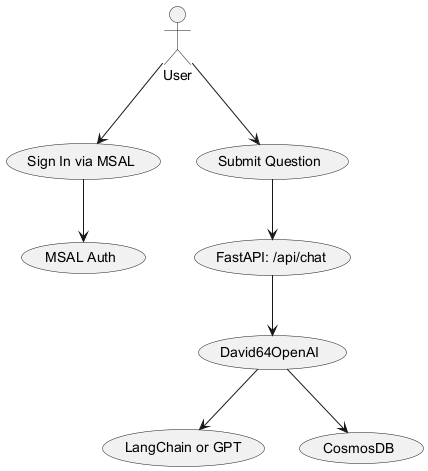 User
Sign In via MSAL
Submit Question
MSAL Auth
FastAPI: /api/chat
David64OpenAI
LangChain or GPT
CosmosDB